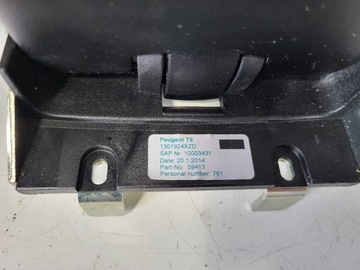 Peugeot T9
1301924XZD
SAP Nr. 10003431
Date: 20.1.2014
Part-No.: 59413
Personal number: 761